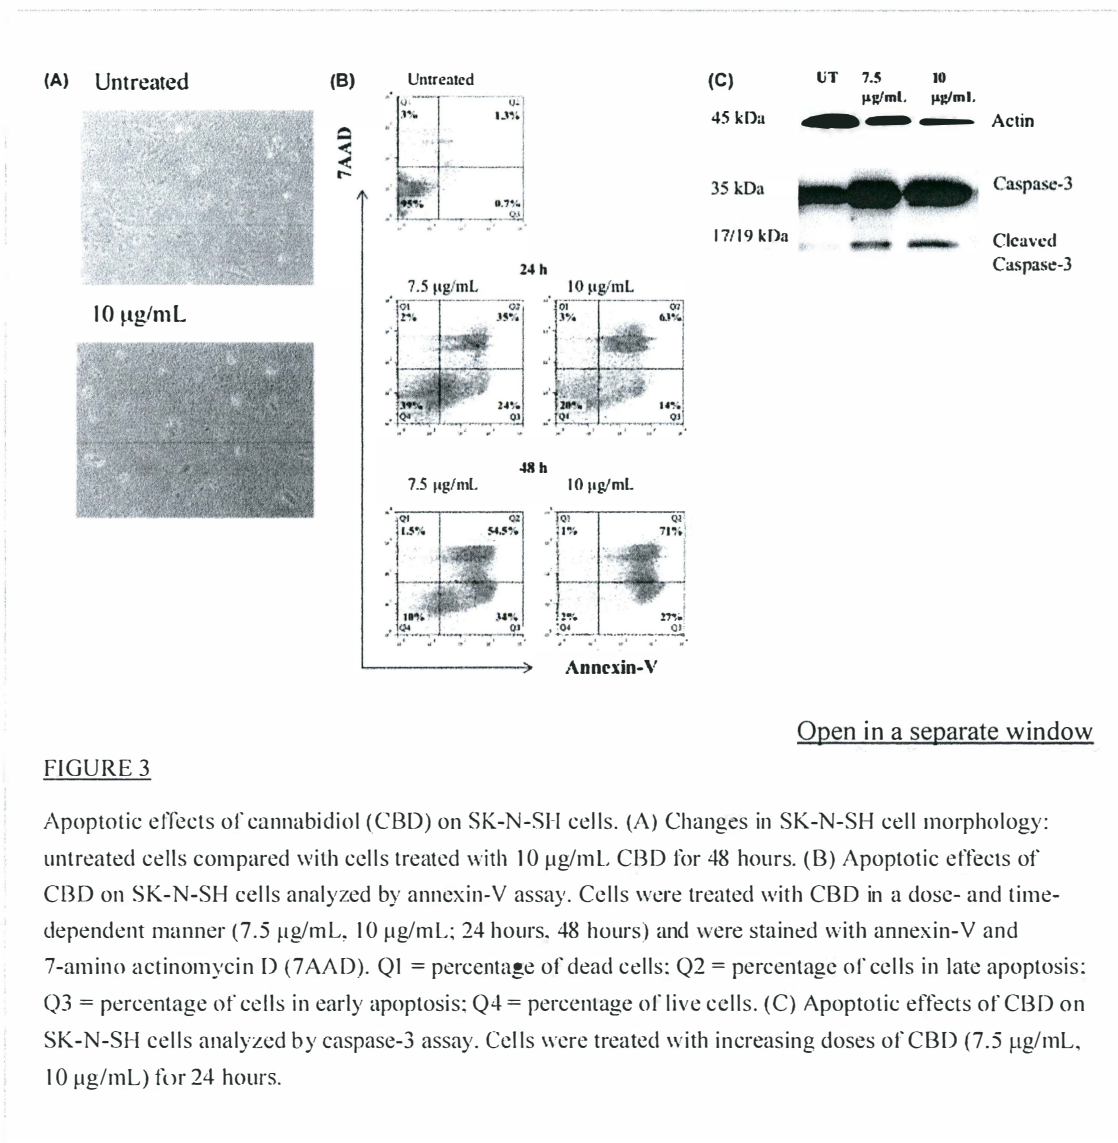 (A) Untreated
10 µg/mL
(B) Untreated
7AAD
Q1 Q2
3% 1.3%
95% 0.7%
Q3
24 h
7.5 µg/mL 10 µg/mL
Q1 Q2 Q1 Q2
2% 35% 3% 63%
39% 24% 20% 14%
Q4 Q3 Q4 Q3
48 h
7.5 µg/mL 10 µg/mL
Q1 Q2 Q1 Q2
1.5% 54.5% 1% 71%
10% 34% 2% 27%
Q4 Q3 Q4 Q3
Annexin-V
(C) UT 7.5 10
µg/mL µg/mL
45 kDa Actin
35 kDa Caspase-3
17/19 kDa Cleaved
Caspase-3
Open in a separate window
FIGURE 3
Apoptotic effects of cannabidiol (CBD) on SK-N-SH cells. (A) Changes in SK-N-SH cell morphology:
untreated cells compared with cells treated with 10 µg/mL CBD for 48 hours. (B) Apoptotic effects of
CBD on SK-N-SH cells analyzed by annexin-V assay. Cells were treated with CBD in a dose- and time-
dependent manner (7.5 µg/mL, 10 µg/mL; 24 hours, 48 hours) and were stained with annexin-V and
7-amino actinomycin D (7AAD). Q1 = percentage of dead cells; Q2 = percentage of cells in late apoptosis;
Q3 = percentage of cells in early apoptosis; Q4 = percentage of live cells. (C) Apoptotic effects of CBD on
SK-N-SH cells analyzed by caspase-3 assay. Cells were treated with increasing doses of CBD (7.5 µg/mL,
10 µg/mL) for 24 hours.